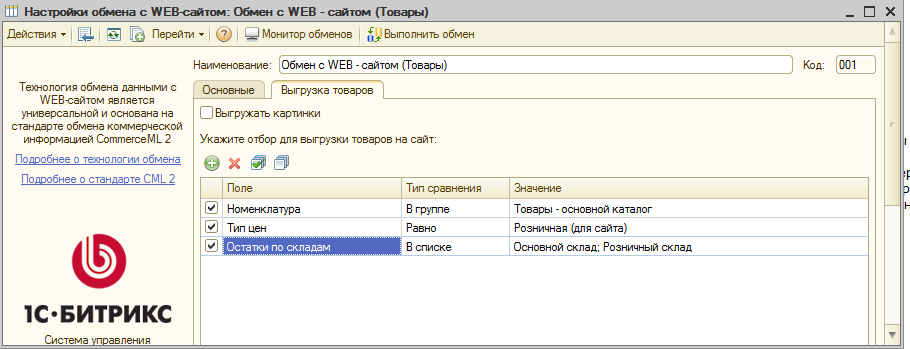 Настройки обмена с WEB-сайтом: Обмен с WEB - сайтом (Товары)
Действия Перейти Монитор обменов Выполнить обмен
Наименование: Обмен с WEB - сайтом (Товары) Код: 001
Технология обмена данными с
WEB-сайтом является
универсальной и основана на
стандарте обмена коммерческой
информацией CommerceML 2
Подробнее о технологии обмена
Подробнее о стандарте CML 2
1С·БИТРИКС
Система управления
Основные Выгрузка товаров
Выгружать картинки
Укажите отбор для выгрузки товаров на сайт:
Поле Тип сравнения Значение
Номенклатура В группе Товары - основной каталог
Тип цен Равно Розничная (для сайта)
Остатки по складам В списке Основной склад; Розничный склад